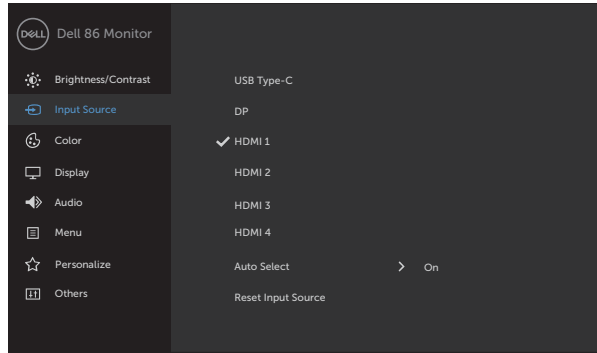 DELL Dell 86 Monitor
Brightness/Contrast
Input Source
Color
Display
Audio
Menu
Personalize
Others
USB Type-C
DP
HDMI 1
HDMI 2
HDMI 3
HDMI 4
Auto Select > On
Reset Input Source